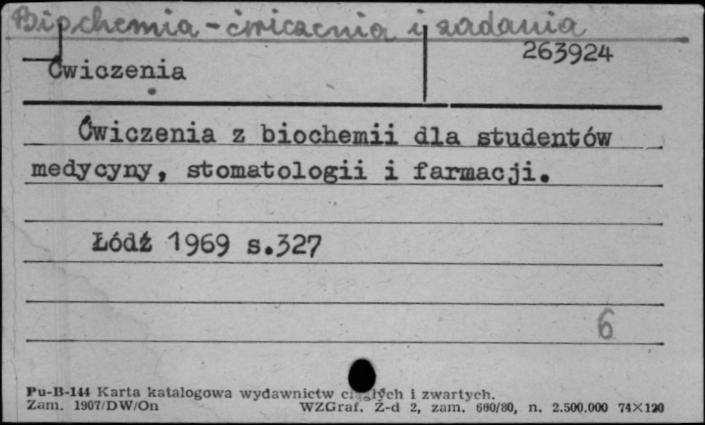 Biochemia - ćwiczenia i zadania
263924
Ćwiczenia
Ćwiczenia z biochemii dla studentów
medycyny, stomatologii i farmacji.
Łódź 1969 s.327
6
Pu-B-144 Karta katalogowa wydawnictw ciągłych i zwartych.
Zam. 1907/DW/On WZGraf. Z-d 2, zam. 660/80, n. 2.500.000 74×120